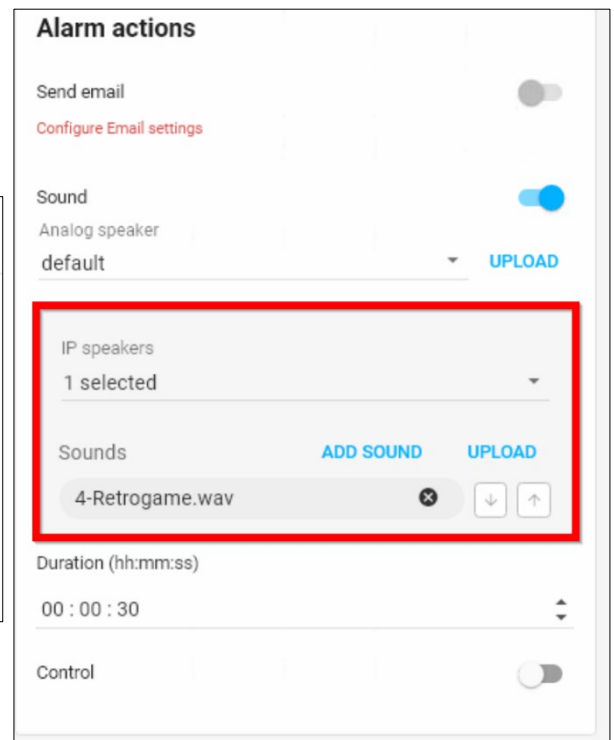 Alarm actions
Send email
Configure Email settings
Sound
Analog speaker
default UPLOAD
IP speakers
1 selected
Sounds ADD SOUND UPLOAD
4-Retrogame.wav
Duration (hh:mm:ss)
00 : 00 : 30
Control